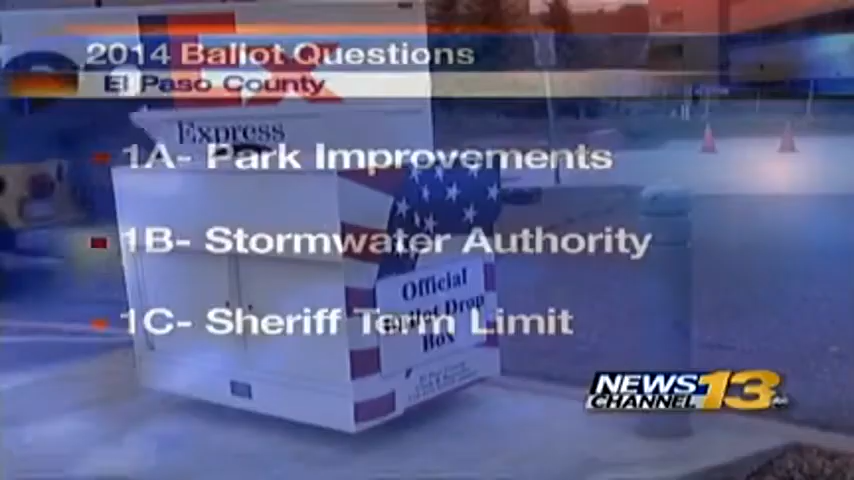 2014 Ballot Questions
El Paso County
Express
1A- Park Improvements
1B- Stormwater Authority
Official
Ballot Drop
Box
1C- Sheriff Term Limit
NEWS 13
CHANNEL